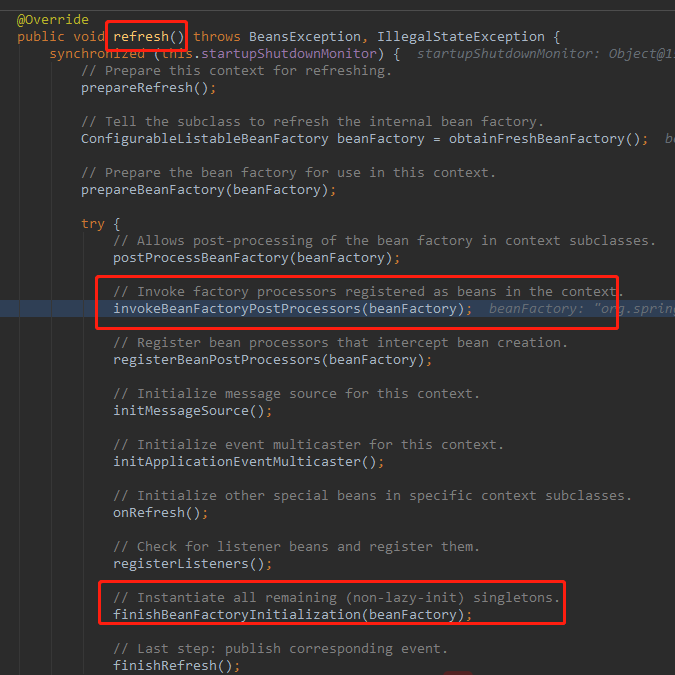 @Override
public void refresh() throws BeansException, IllegalStateException {
synchronized (this.startupShutdownMonitor) { startupShutdownMonitor: Object@1
// Prepare this context for refreshing.
prepareRefresh();
// Tell the subclass to refresh the internal bean factory.
ConfigurableListableBeanFactory beanFactory = obtainFreshBeanFactory(); be
// Prepare the bean factory for use in this context.
prepareBeanFactory(beanFactory);
try {
// Allows post-processing of the bean factory in context subclasses.
postProcessBeanFactory(beanFactory);
// Invoke factory processors registered as beans in the context.
invokeBeanFactoryPostProcessors(beanFactory); beanFactory: "org.sprin
// Register bean processors that intercept bean creation.
registerBeanPostProcessors(beanFactory);
// Initialize message source for this context.
initMessageSource();
// Initialize event multicaster for this context.
initApplicationEventMulticaster();
// Initialize other special beans in specific context subclasses.
onRefresh();
// Check for listener beans and register them.
registerListeners();
// Instantiate all remaining (non-lazy-init) singletons.
finishBeanFactoryInitialization(beanFactory);
// Last step: publish corresponding event.
finishRefresh();